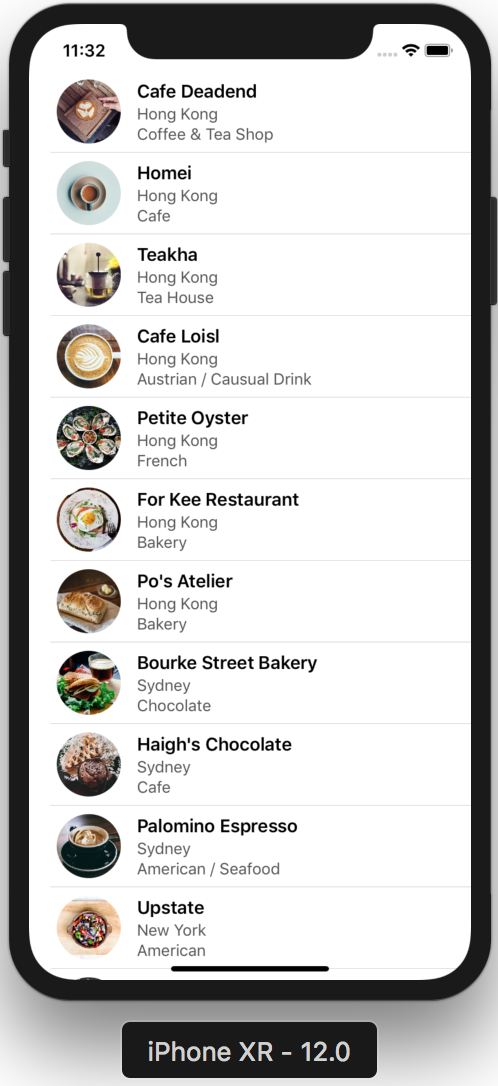 11:32
Cafe Deadend
Hong Kong
Coffee & Tea Shop
Homei
Hong Kong
Cafe
Teakha
Hong Kong
Tea House
Cafe Loisl
Hong Kong
Austrian / Causual Drink
Petite Oyster
Hong Kong
French
For Kee Restaurant
Hong Kong
Bakery
Po's Atelier
Hong Kong
Bakery
Bourke Street Bakery
Sydney
Chocolate
Haigh's Chocolate
Sydney
Cafe
Palomino Espresso
Sydney
American / Seafood
Upstate
New York
American
iPhone XR - 12.0